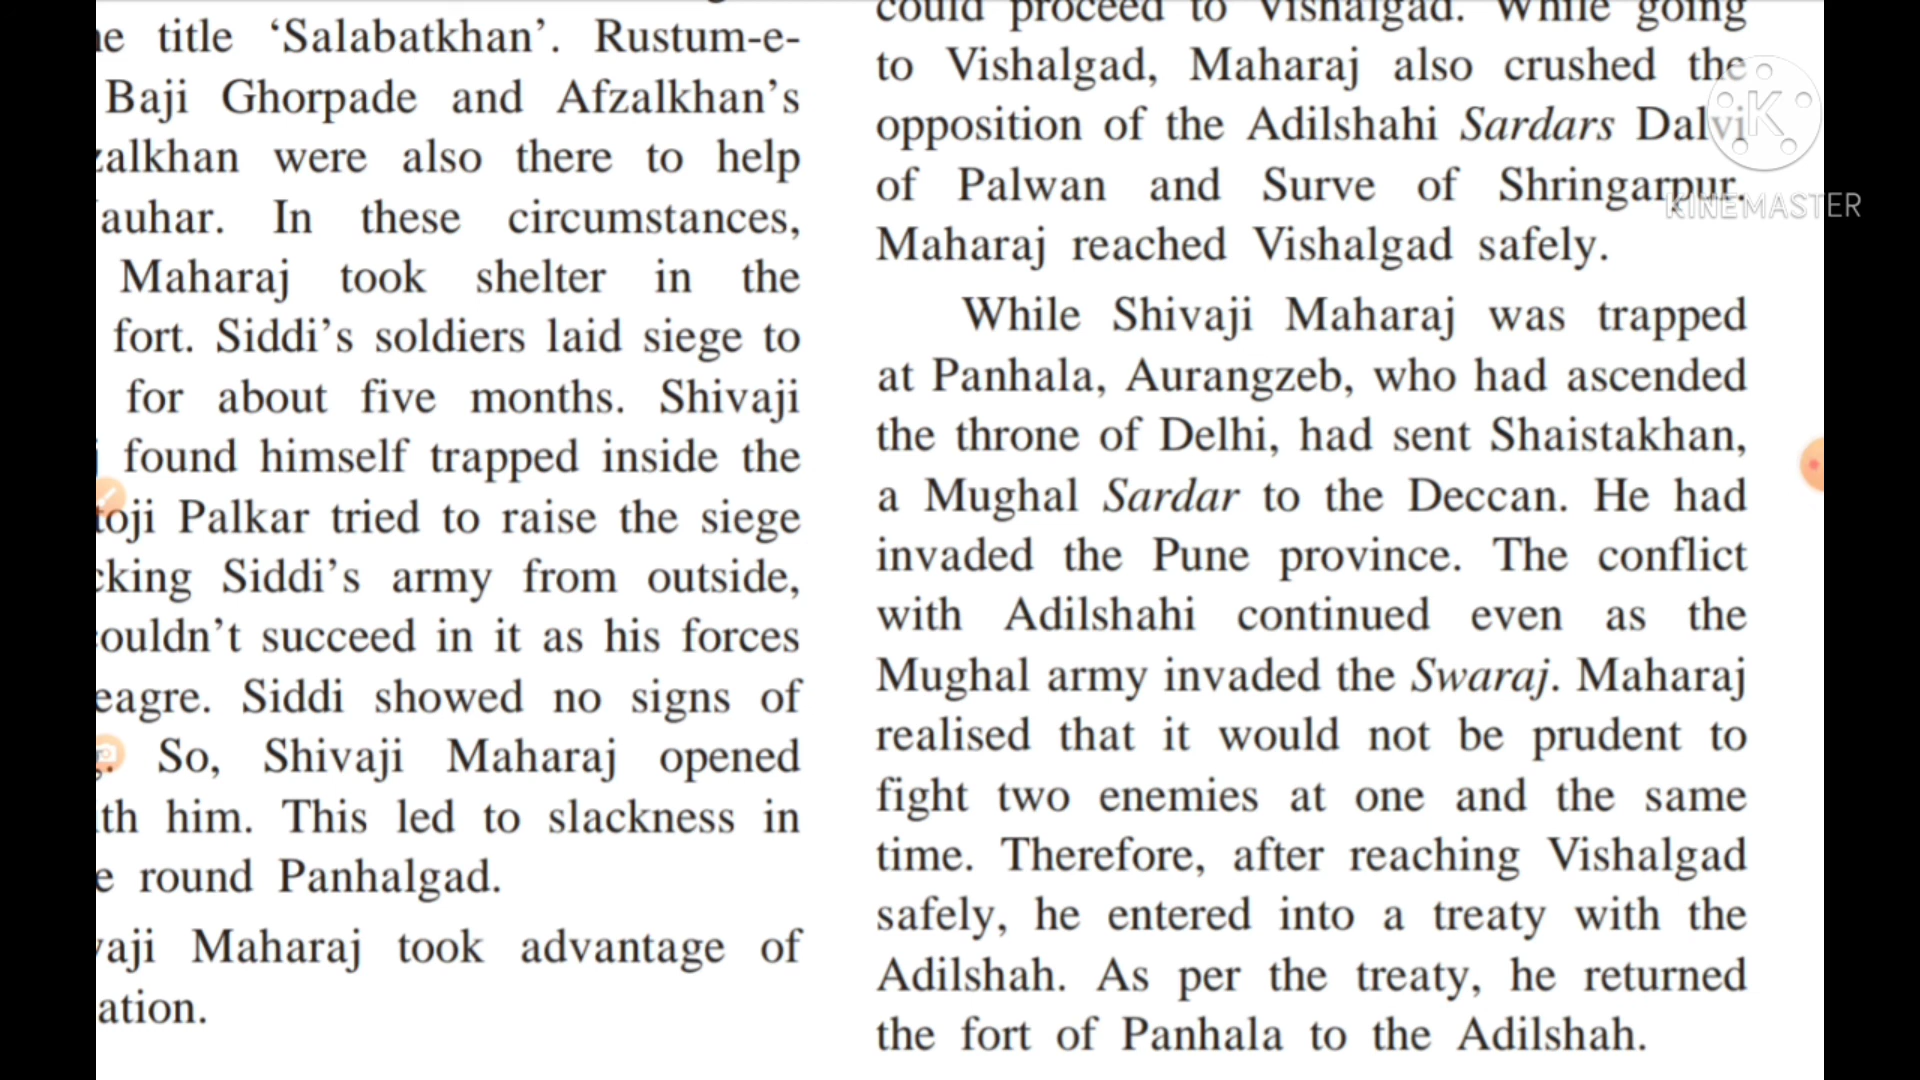 title ‘Salabatkhan’. Rustum-e-
Baji Ghorpade and Afzalkhan’s
were also there to help
In these circumstances,
Maharaj took shelter in the
fort. Siddi’s soldiers laid siege to
for about five months. Shivaji
found himself trapped inside the
Palkar tried to raise the siege
Siddi’s army from outside,
succeed in it as his forces
Siddi showed no signs of
So, Shivaji Maharaj opened
him. This led to slackness in
round Panhalgad.
Maharaj took advantage of
could proceed to Vishalgad. While going
to Vishalgad, Maharaj also crushed the
opposition of the Adilshahi Sardars Dalvi
of Palwan and Surve of Shringarpur.
Maharaj reached Vishalgad safely.
While Shivaji Maharaj was trapped
at Panhala, Aurangzeb, who had ascended
the throne of Delhi, had sent Shaistakhan,
a Mughal Sardar to the Deccan. He had
invaded the Pune province. The conflict
with Adilshahi continued even as the
Mughal army invaded the Swaraj. Maharaj
realised that it would not be prudent to
fight two enemies at one and the same
time. Therefore, after reaching Vishalgad
safely, he entered into a treaty with the
Adilshah. As per the treaty, he returned
the fort of Panhala to the Adilshah.
K
KINEMASTER